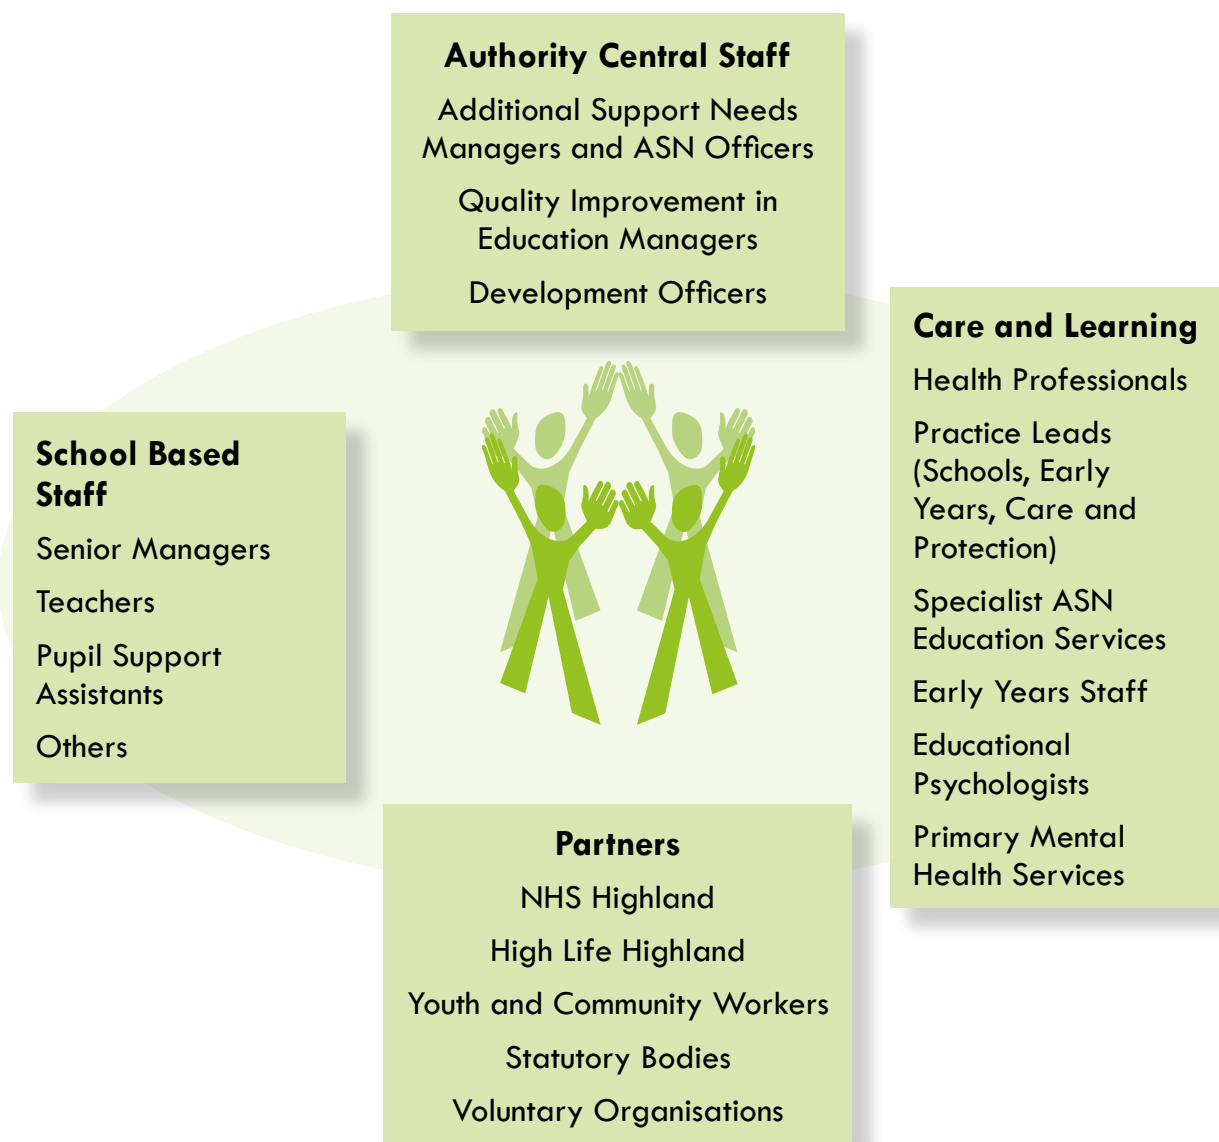 Authority Central Staff
Additional Support Needs
Managers and ASN Officers
Quality Improvement in
Education Managers
Development Officers
School Based
Staff
Senior Managers
Teachers
Pupil Support
Assistants
Others
Care and Learning
Health Professionals
Practice Leads
(Schools, Early
Years, Care and
Protection)
Specialist ASN
Education Services
Early Years Staff
Educational
Psychologists
Primary Mental
Health Services
Partners
NHS Highland
High Life Highland
Youth and Community Workers
Statutory Bodies
Voluntary Organisations